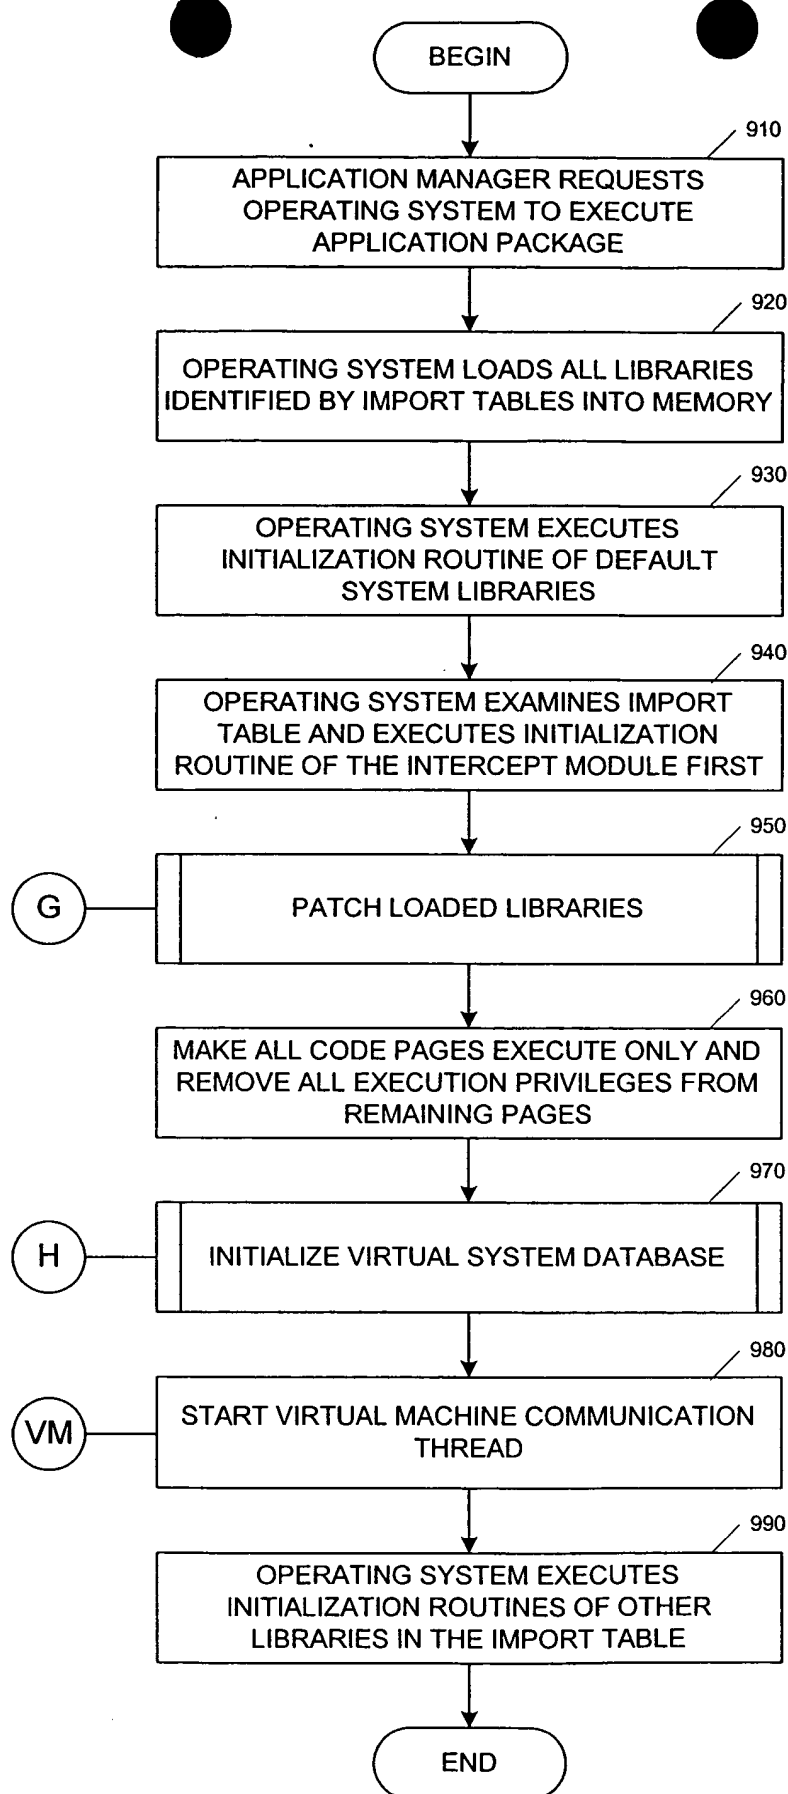 BEGIN
910
APPLICATION MANAGER REQUESTS
OPERATING SYSTEM TO EXECUTE
APPLICATION PACKAGE
920
OPERATING SYSTEM LOADS ALL LIBRARIES
IDENTIFIED BY IMPORT TABLES INTO MEMORY
930
OPERATING SYSTEM EXECUTES
INITIALIZATION ROUTINE OF DEFAULT
SYSTEM LIBRARIES
940
OPERATING SYSTEM EXAMINES IMPORT
TABLE AND EXECUTES INITIALIZATION
ROUTINE OF THE INTERCEPT MODULE FIRST
950
G
PATCH LOADED LIBRARIES
960
MAKE ALL CODE PAGES EXECUTE ONLY AND
REMOVE ALL EXECUTION PRIVILEGES FROM
REMAINING PAGES
970
H
INITIALIZE VIRTUAL SYSTEM DATABASE
980
VM
START VIRTUAL MACHINE COMMUNICATION
THREAD
990
OPERATING SYSTEM EXECUTES
INITIALIZATION ROUTINES OF OTHER
LIBRARIES IN THE IMPORT TABLE
END